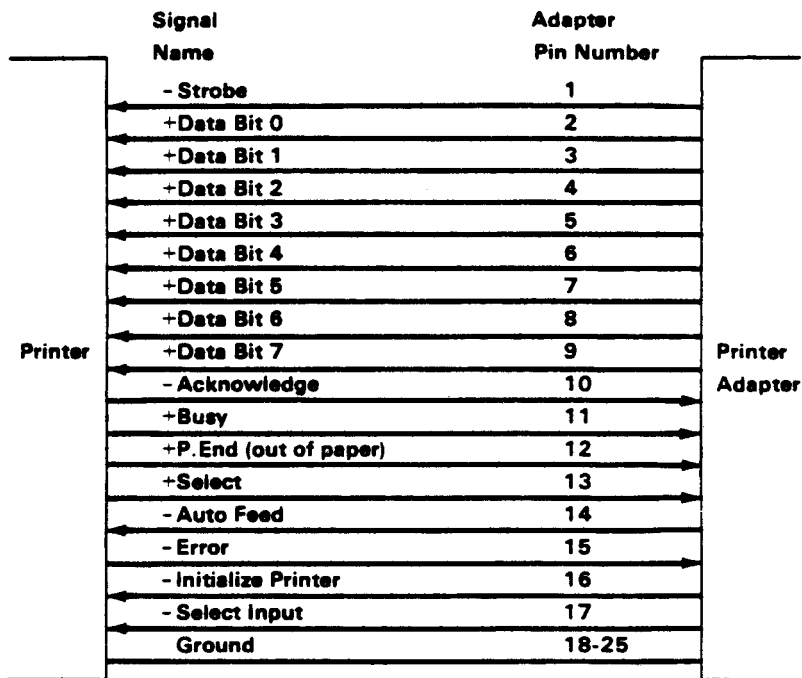 Signal Adapter
Name Pin Number
- Strobe 1
+Data Bit 0 2
+Data Bit 1 3
+Data Bit 2 4
+Data Bit 3 5
+Data Bit 4 6
+Data Bit 5 7
+Data Bit 6 8
Printer +Data Bit 7 9 Printer
- Acknowledge 10 Adapter
+Busy 11
+P.End (out of paper) 12
+Select 13
- Auto Feed 14
- Error 15
- Initialize Printer 16
- Select Input 17
Ground 18-25